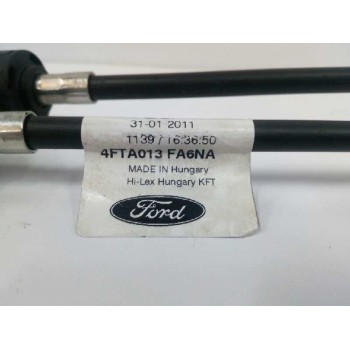 31-01 2011
1139 / 16:36:50
4FTA013 FA6NA
MADE IN Hungary
Hi-Lex Hungary KFT
Ford